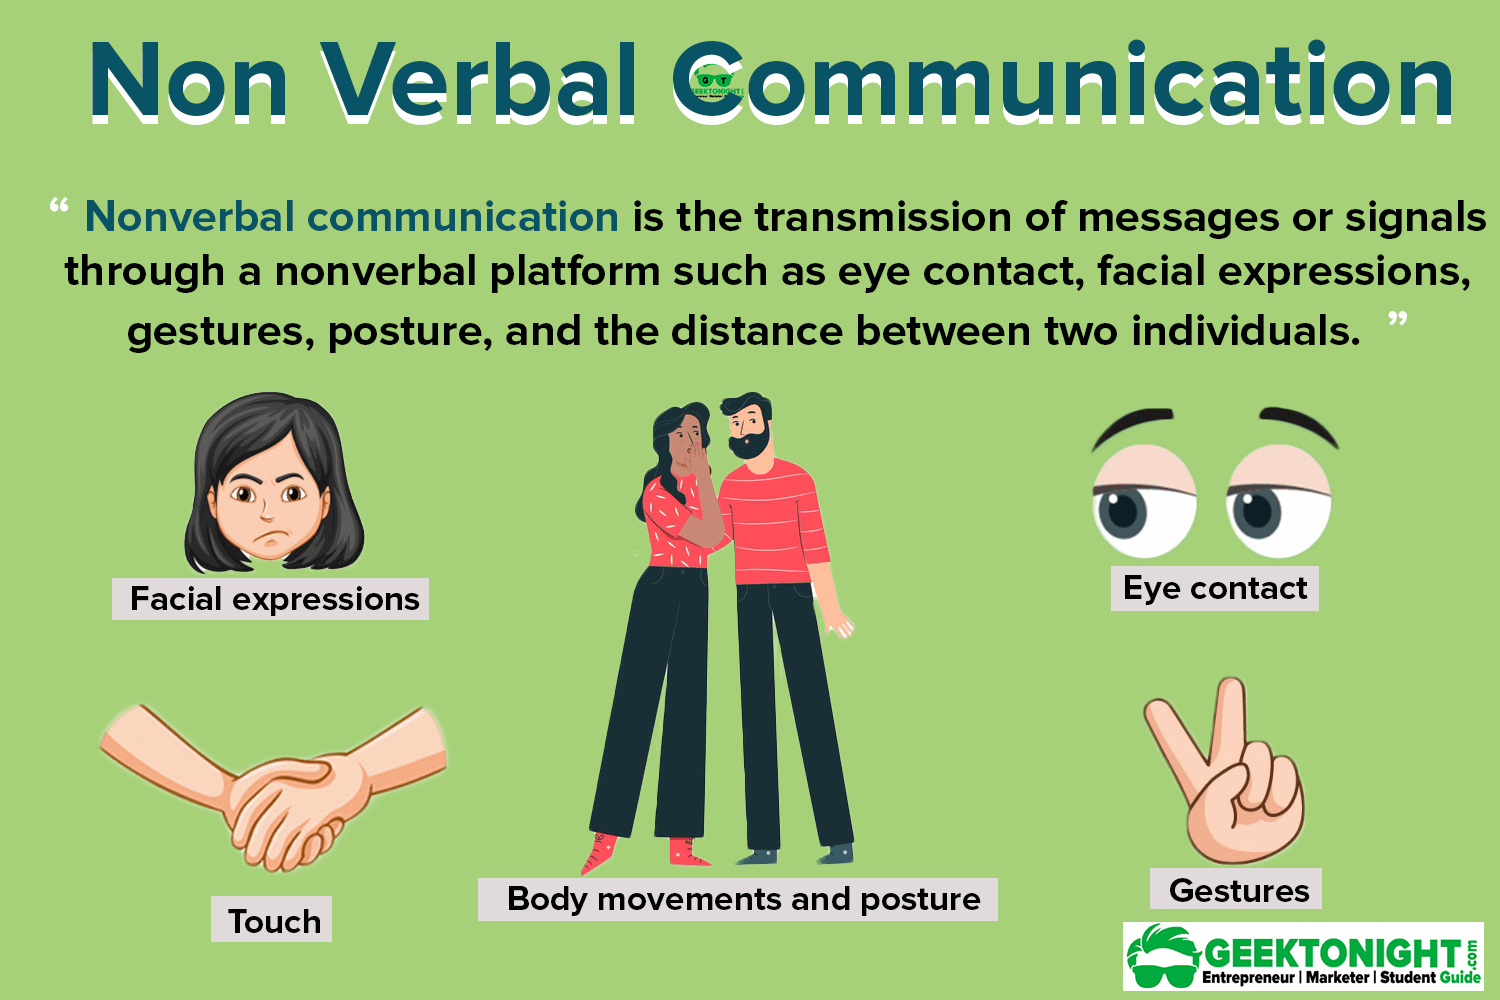 Non Verbal Communication
GT
GEEKTONIGHT
“ Nonverbal communication is the transmission of messages or signals
through a nonverbal platform such as eye contact, facial expressions,
gestures, posture, and the distance between two individuals. ”
Facial expressions
Eye contact
Touch
Body movements and posture
Gestures
GEEKTONIGHT.com
Entrepreneur | Marketer | Student Guide